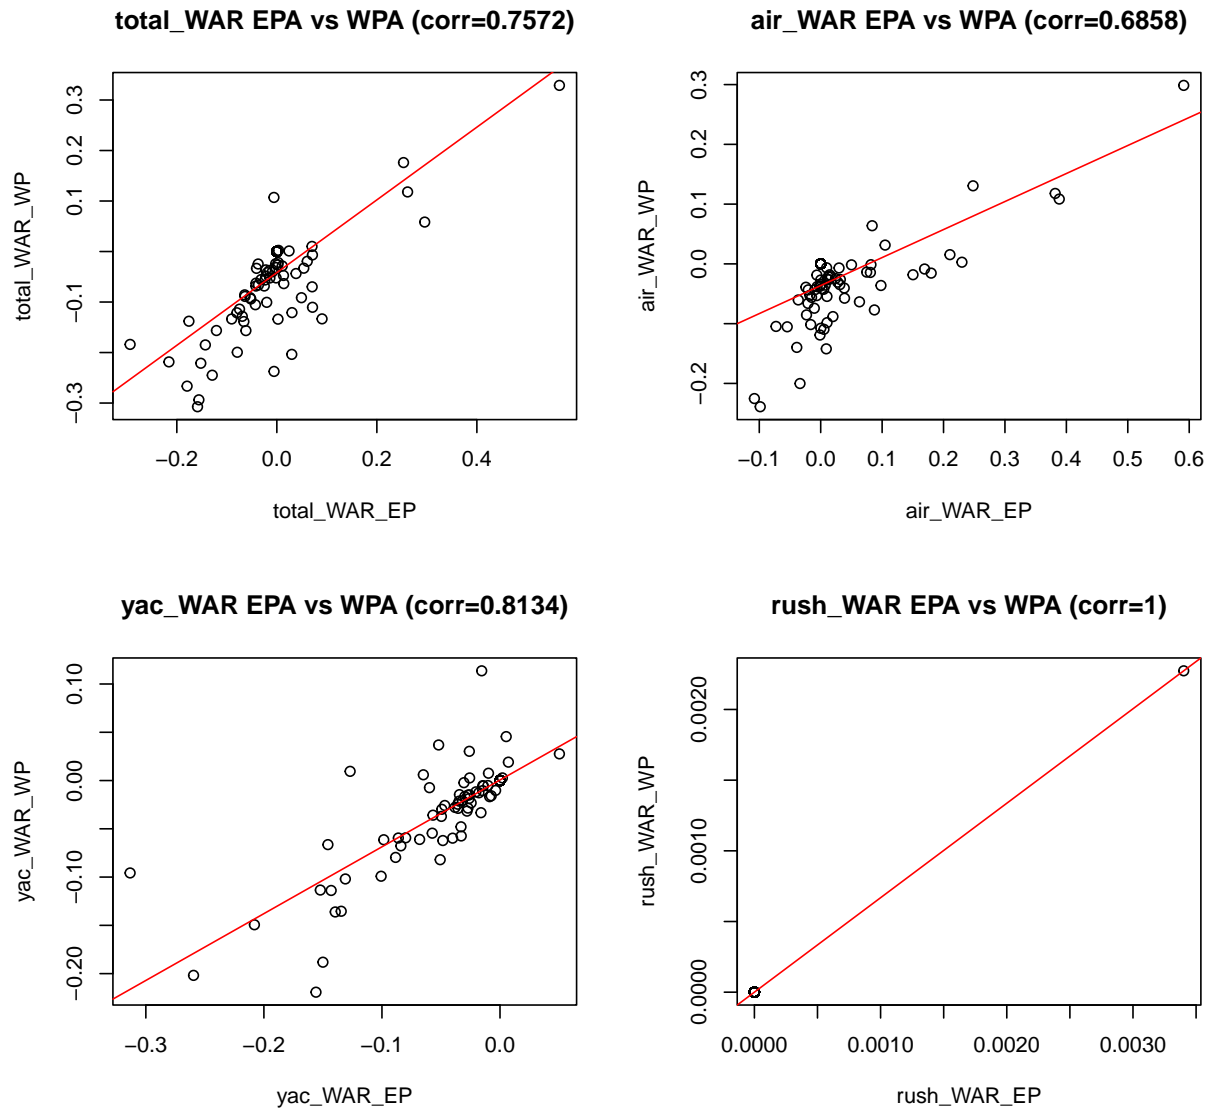 total_WAR EPA vs WPA (corr=0.7572)
total_WAR_WP
0.3
0.2
0.1
−0.1
−0.3
−0.2 0.0 0.2 0.4
total_WAR_EP
air_WAR EPA vs WPA (corr=0.6858)
air_WAR_WP
0.3
0.2
0.1
0.0
−0.2
−0.1 0.0 0.1 0.2 0.3 0.4 0.5 0.6
air_WAR_EP
yac_WAR EPA vs WPA (corr=0.8134)
yac_WAR_WP
0.10
0.00
−0.10
−0.20
−0.3 −0.2 −0.1 0.0
yac_WAR_EP
rush_WAR EPA vs WPA (corr=1)
rush_WAR_WP
0.0020
0.0010
0.0000
0.0000 0.0010 0.0020 0.0030
rush_WAR_EP